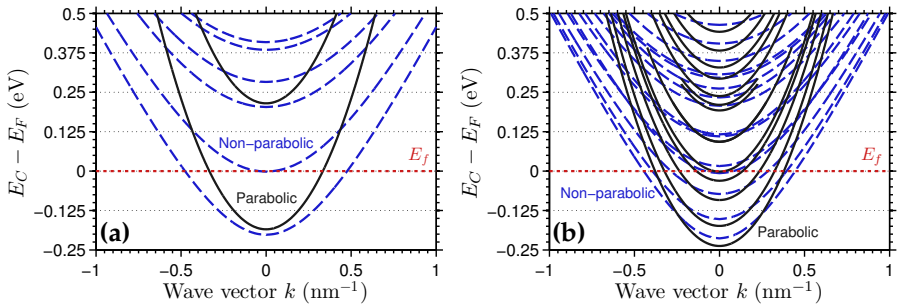 0.5
0.375
0.25
0.125
0
−0.125
−0.25
E_C − E_F (eV)
Non−parabolic
E_f
Parabolic
(a)
−1
−0.5
0
0.5
1
Wave vector k (nm⁻¹)
0.5
0.375
0.25
0.125
0
−0.125
−0.25
E_C − E_F (eV)
E_f
Non−parabolic
Parabolic
(b)
−1
−0.5
0
0.5
1
Wave vector k (nm⁻¹)